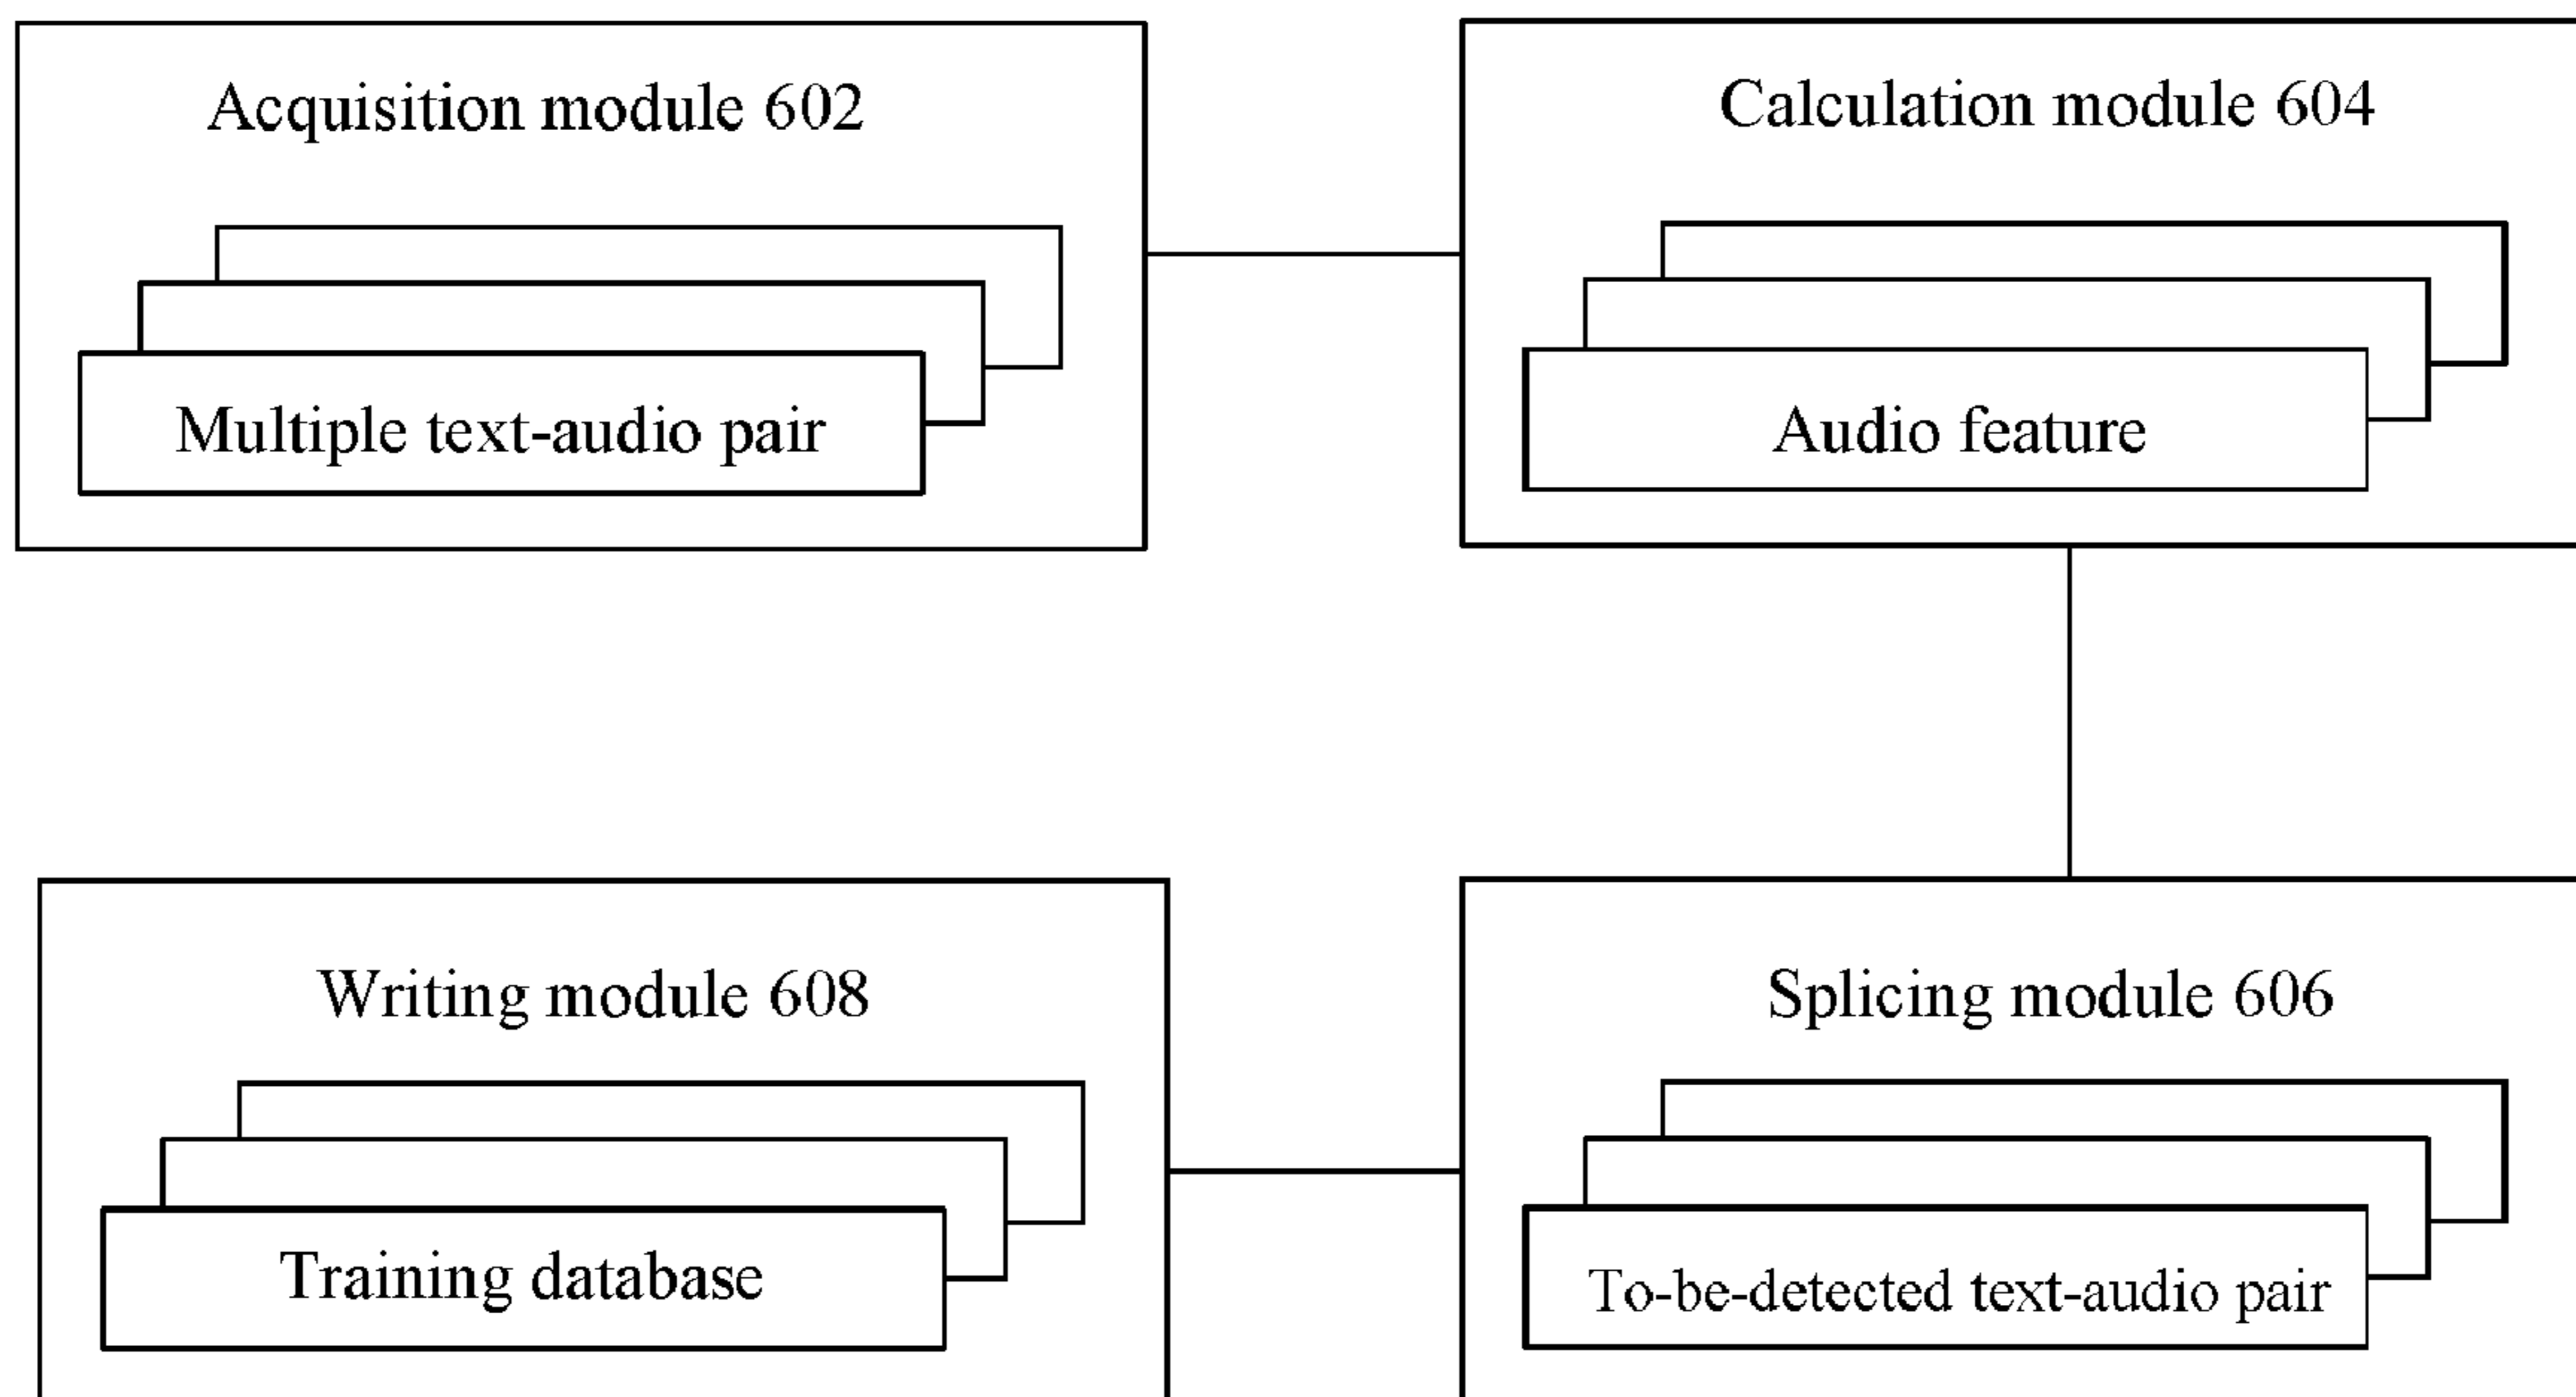 Acquisition module 602
Multiple text-audio pair
Calculation module 604
Audio feature
Writing module 608
Training database
Splicing module 606
To-be-detected text-audio pair